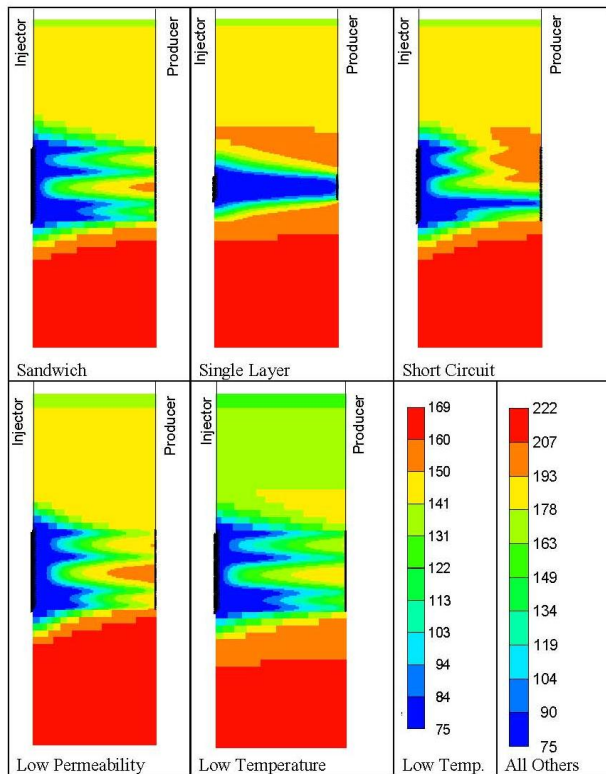 Injector
Producer
Sandwich
Injector
Producer
Single Layer
Injector
Producer
Short Circuit
Injector
Producer
Low Permeability
Injector
Producer
Low Temperature
169
160
150
141
131
122
113
103
94
84
75
Low Temp.
222
207
193
178
163
149
134
119
104
90
75
All Others